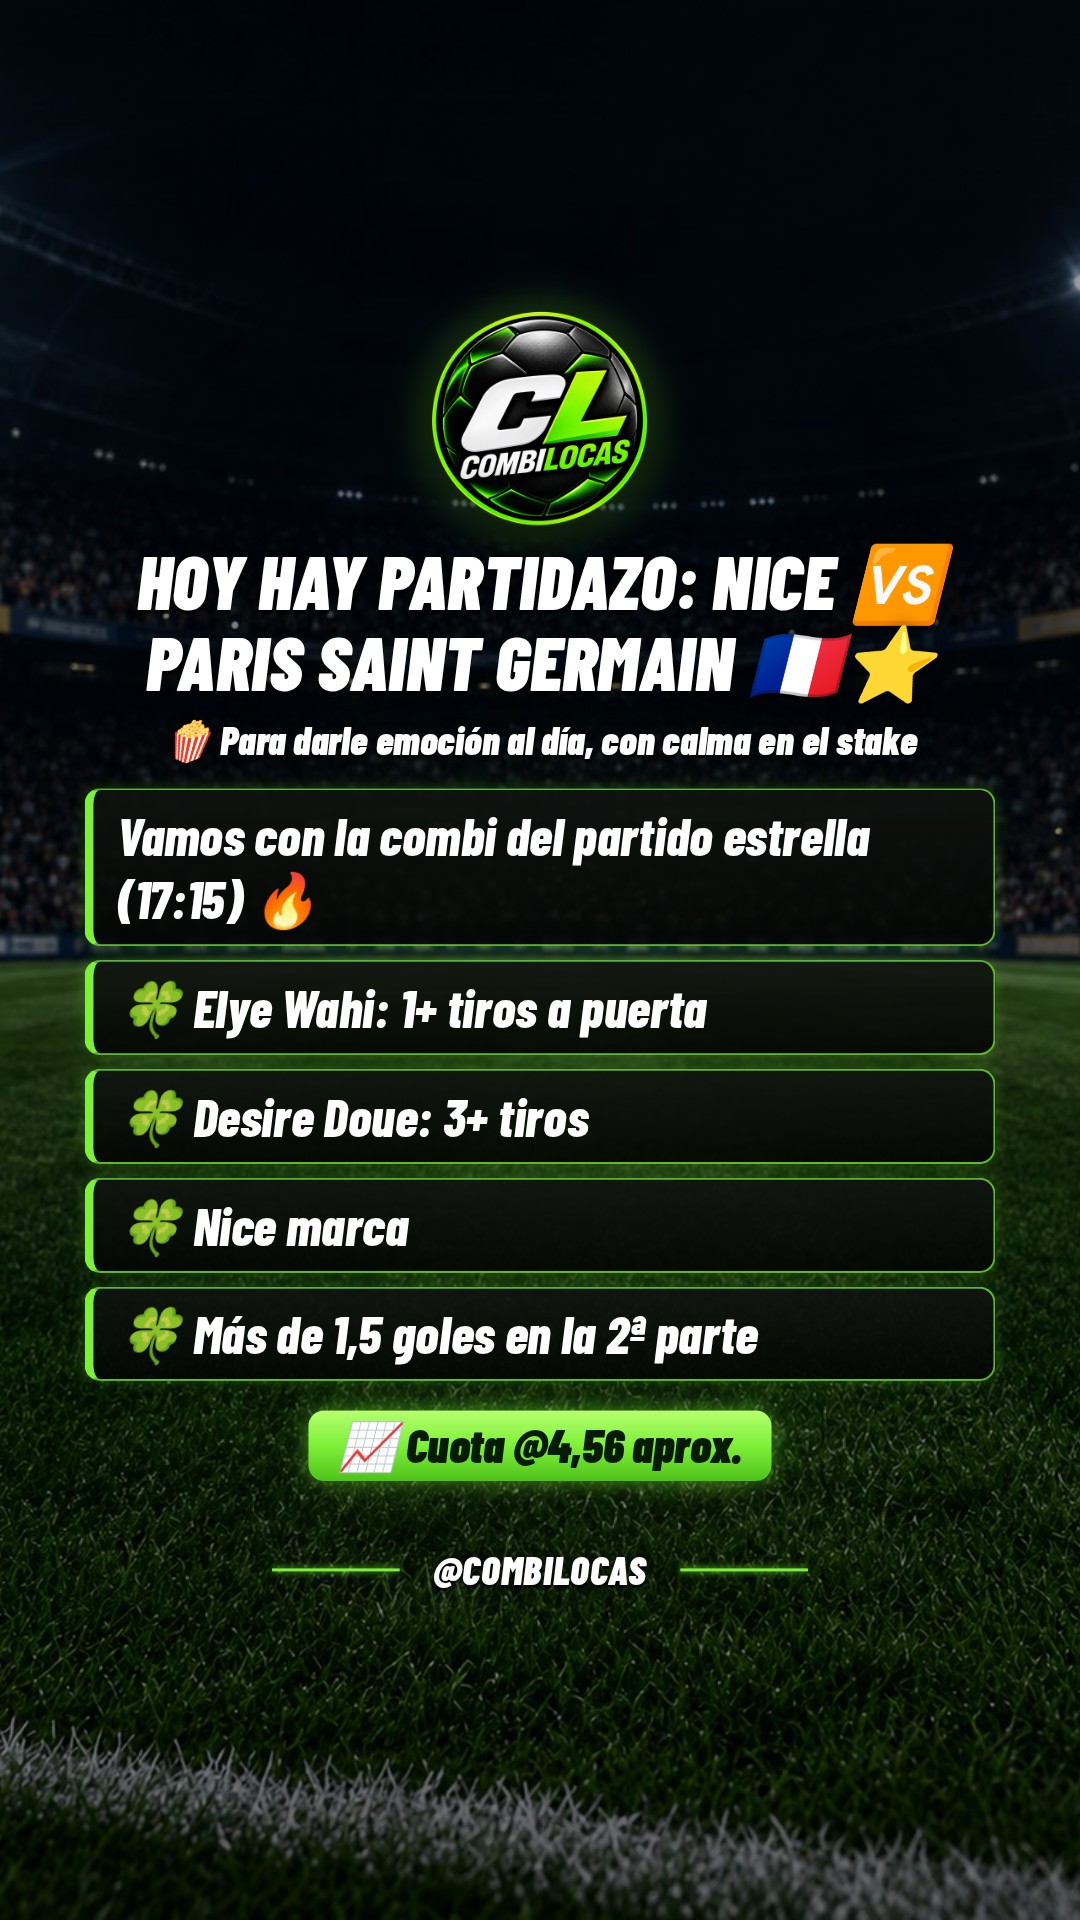 CL
COMBILOCAS
HOY HAY PARTIDAZO: NICE 🆚
PARIS SAINT GERMAIN 🇫🇷⭐
🍿 Para darle emoción al día, con calma en el stake
Vamos con la combi del partido estrella
(17:15) 🔥
🍀 Elye Wahi: 1+ tiros a puerta
🍀 Desire Doue: 3+ tiros
🍀 Nice marca
🍀 Más de 1,5 goles en la 2ª parte
📈 Cuota @4,56 aprox.
@COMBILOCAS